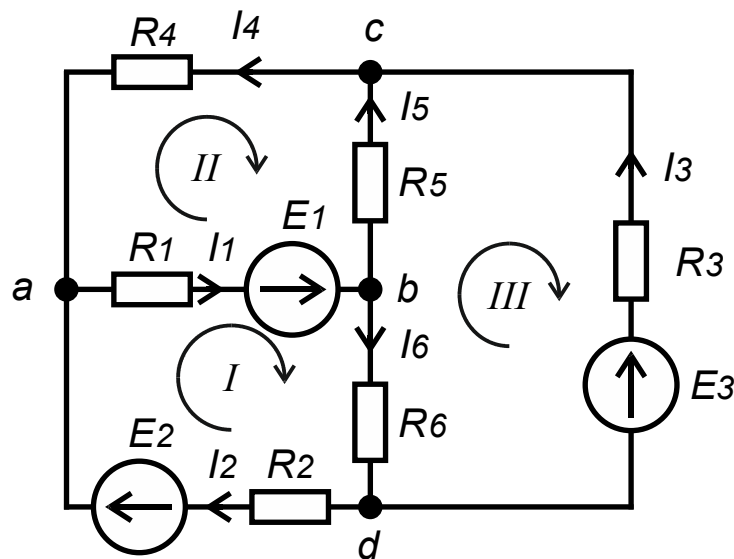 R4 I4 c
I5
II R5 I3
E1
R1 I1 R3
a b III
I6
I
E2 R6 E3
I2 R2
d